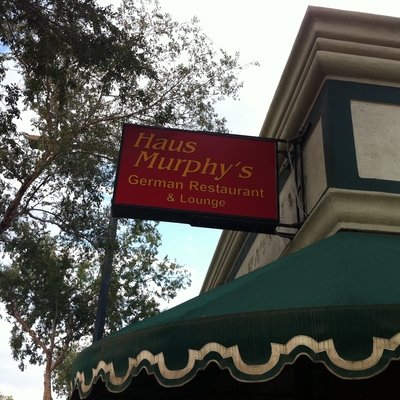 Haus
Murphy's
German Restaurant
& Lounge